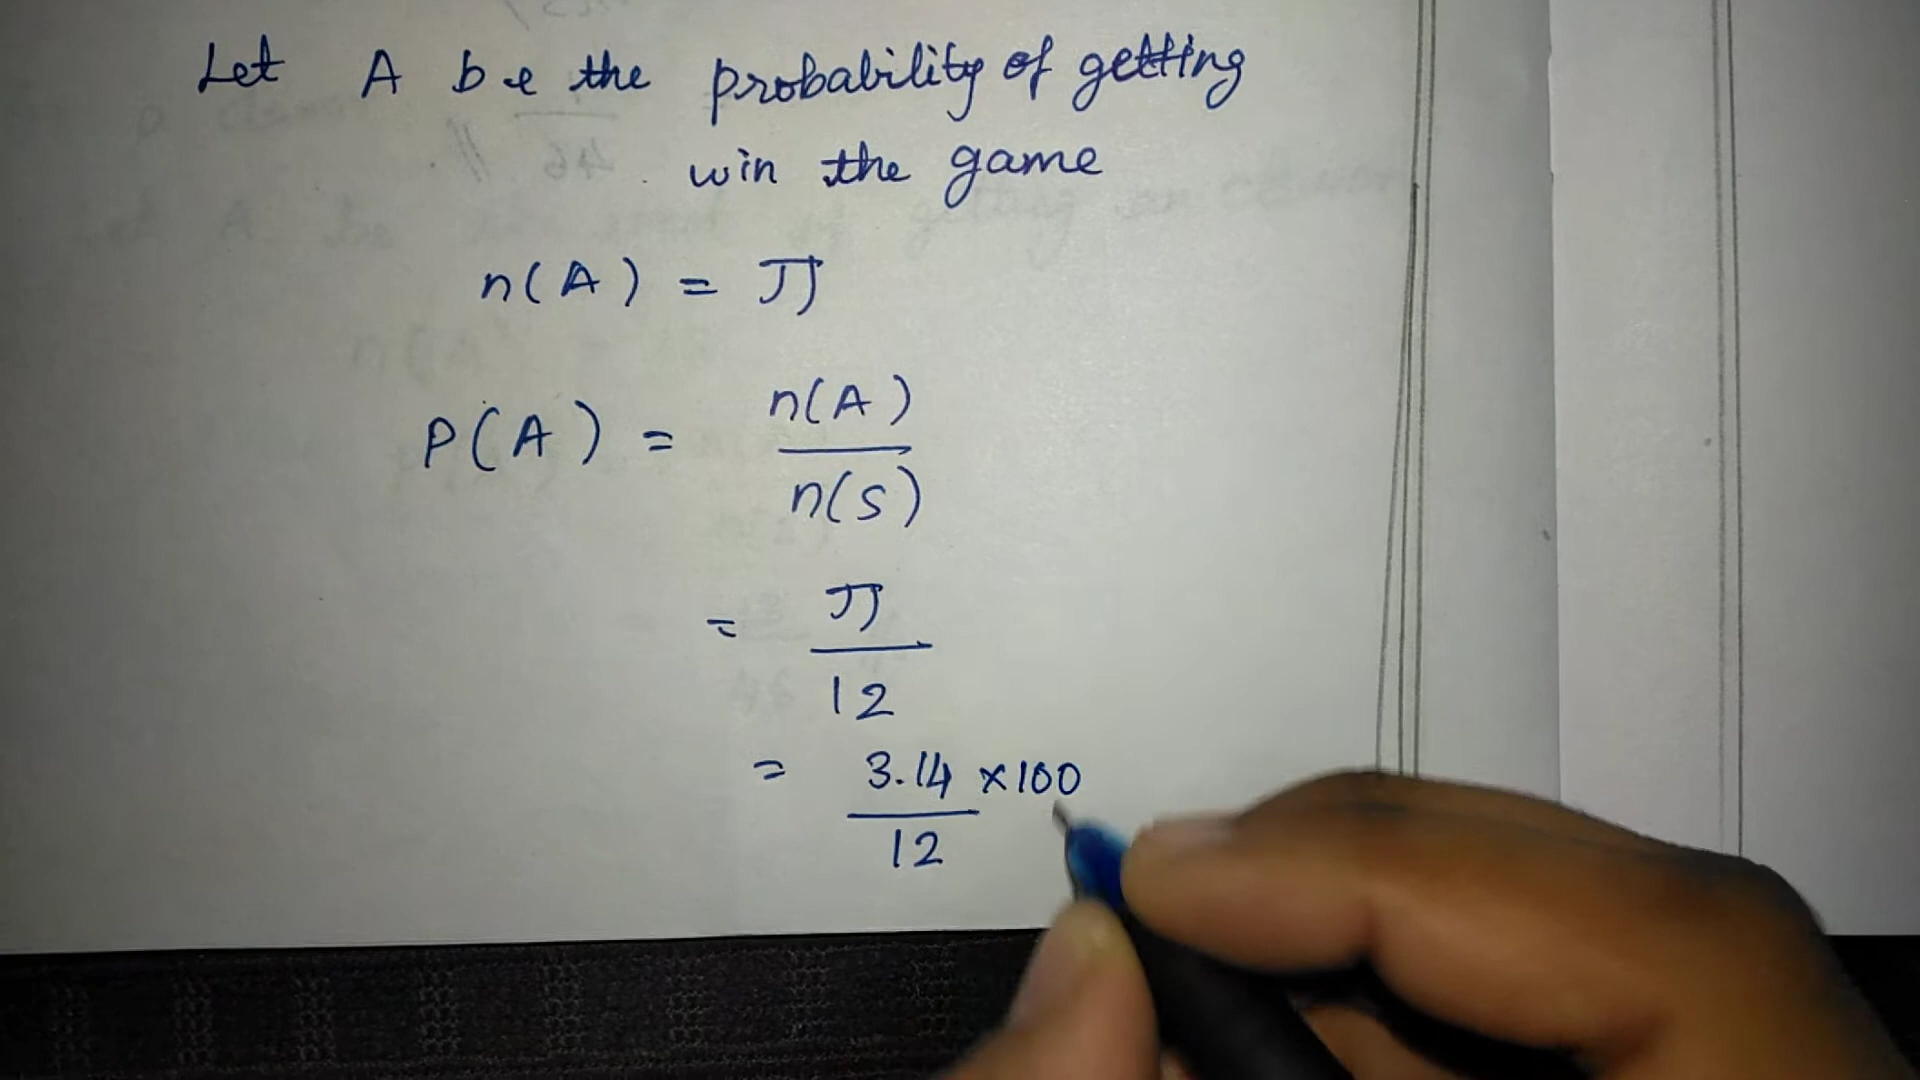 Let A be the probability of getting
win the game
n(A) = π
P(A) = n(A)
n(S)
= π
12
= 3.14 ×100
12